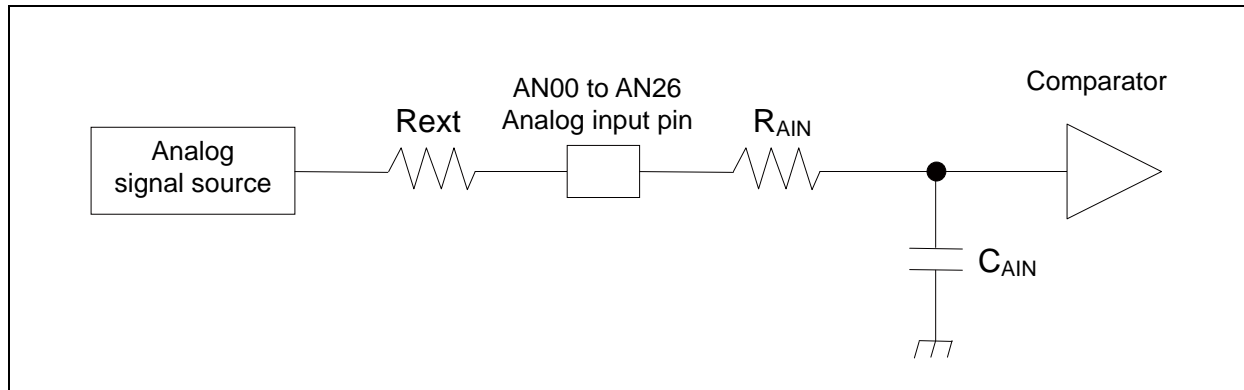 Analog
signal source
Rext
AN00 to AN26
Analog input pin
RAIN
Comparator
CAIN